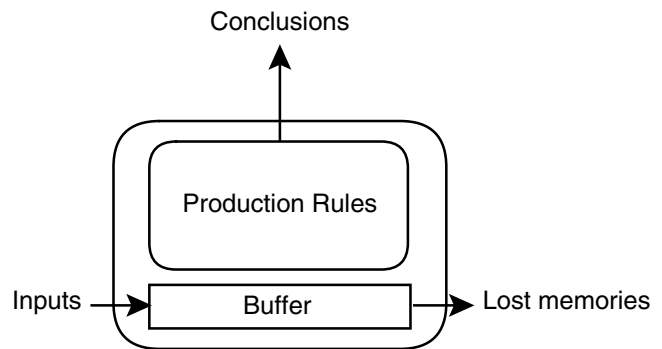 Conclusions
Production Rules
Inputs
Buffer
Lost memories